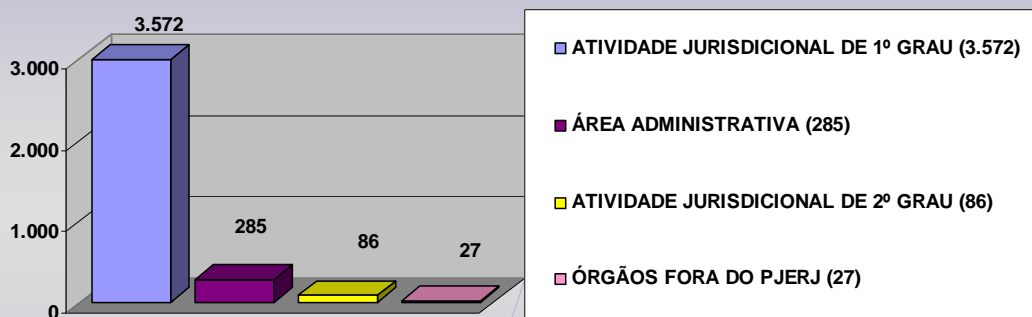 3.572
3.000
2.000
1.000
0
285
86
27
ATIVIDADE JURISDICIONAL DE 1º GRAU (3.572)
ÁREA ADMINISTRATIVA (285)
ATIVIDADE JURISDICIONAL DE 2º GRAU (86)
ÓRGÃOS FORA DO PJERJ (27)